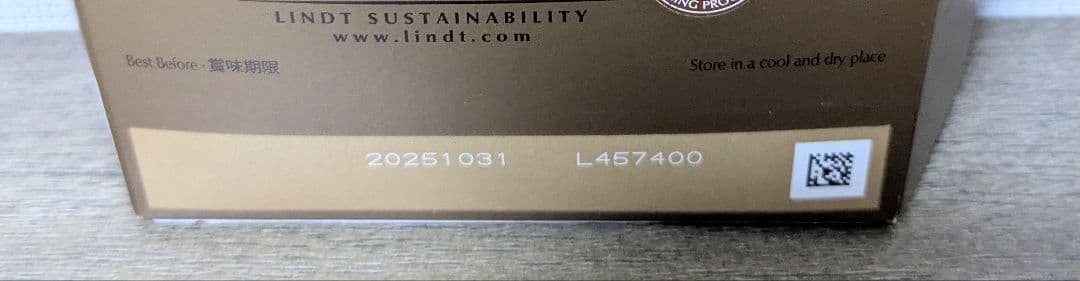 LINDT SUSTAINABILITY
www.lindt.com
Best Before · 賞味期限
Store in a cool and dry place
20251031 L457400